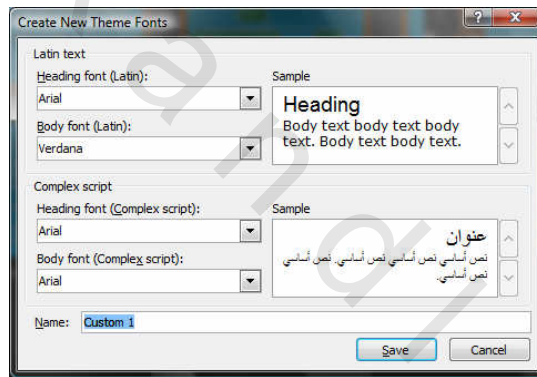 Create New Theme Fonts
Latin text
Heading font (Latin):
Arial
Body font (Latin):
Verdana
Sample
Heading
Body text body text body
text. Body text body text.
Complex script
Heading font (Complex script):
Arial
Body font (Complex script):
Arial
Sample
عنوان
نص أساسي نص أساسي نص أساسي. نص أساسي
نص أساسي.
Name: Custom 1
Save Cancel